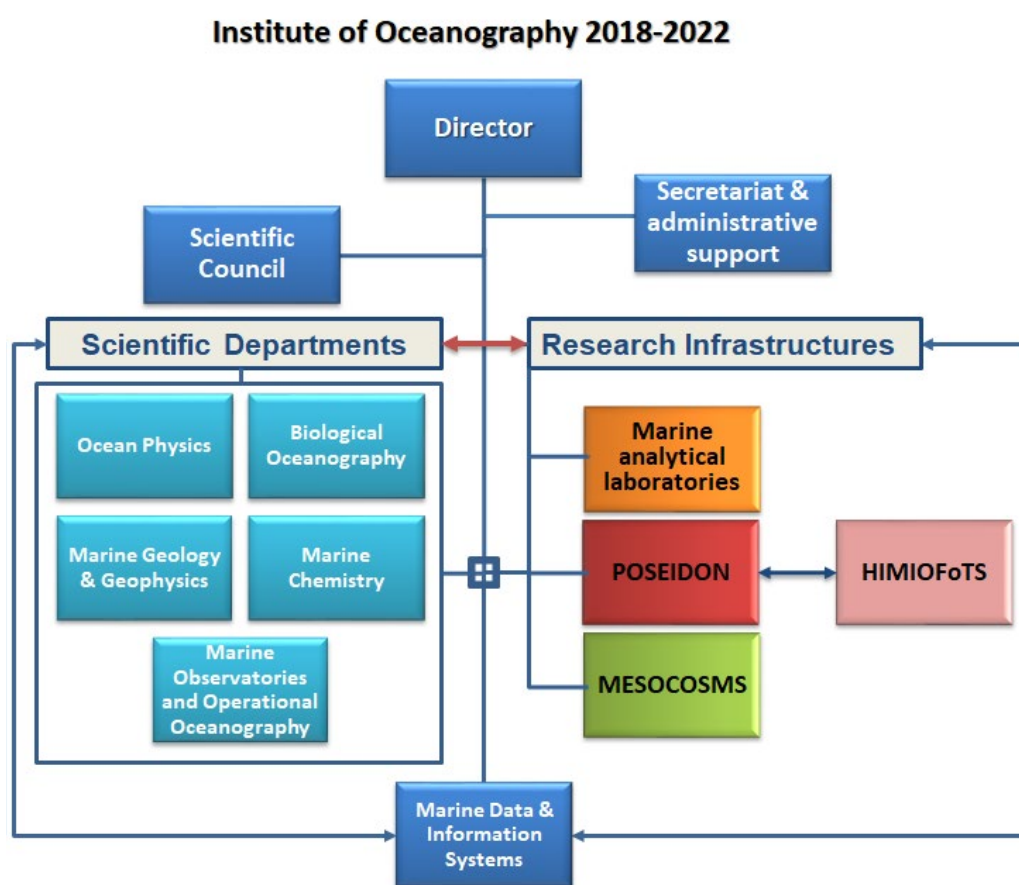 Institute of Oceanography 2018-2022
Director
Secretariat &
administrative
support
Scientific
Council
Scientific Departments
Research Infrastructures
Ocean Physics
Biological
Oceanography
Marine Geology
& Geophysics
Marine
Chemistry
Marine
Observatories
and Operational
Oceanography
Marine
analytical
laboratories
POSEIDON
HIMIOFoTS
MESOCOSMS
Marine Data &
Information
Systems